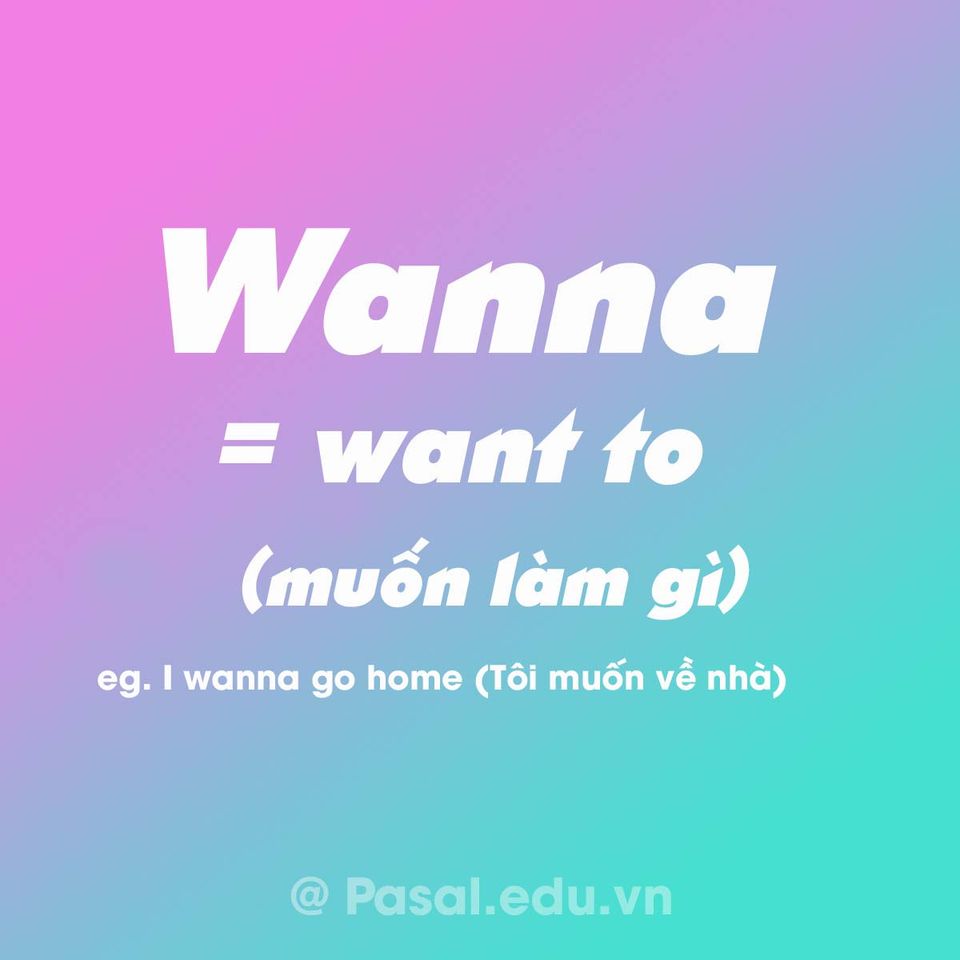 Wanna
= want to
(muốn làm gì)
eg. I wanna go home (Tôi muốn về nhà)
@ Pasal.edu.vn